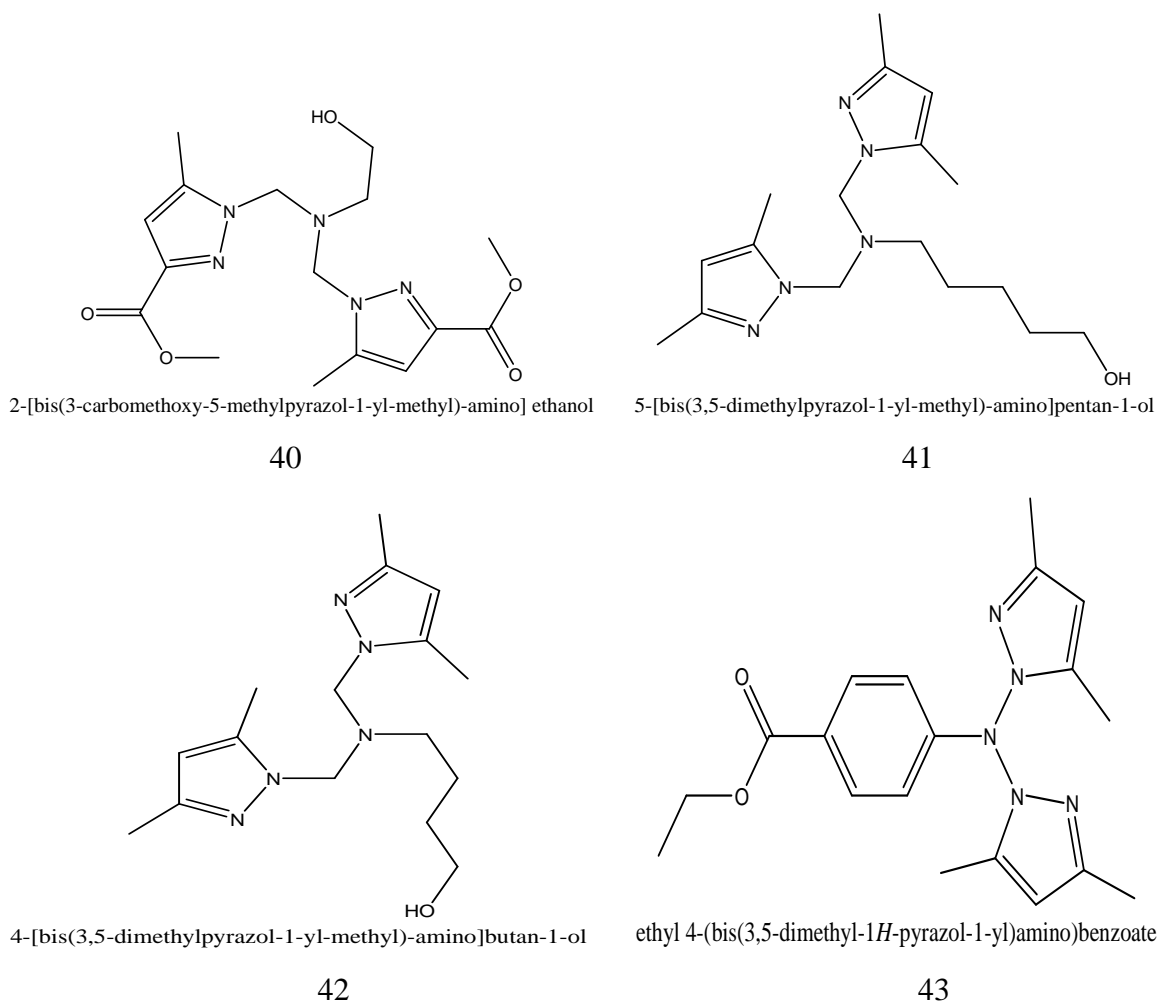 HO
N
N
N
N
N
O
O
O
O
2-[bis(3-carbomethoxy-5-methylpyrazol-1-yl-methyl)-amino] ethanol
40
N
N
N
N
N
OH
5-[bis(3,5-dimethylpyrazol-1-yl-methyl)-amino]pentan-1-ol
41
N
N
N
N
N
HO
4-[bis(3,5-dimethylpyrazol-1-yl-methyl)-amino]butan-1-ol
42
N
N
O
N
O
N
N
ethyl 4-(bis(3,5-dimethyl-1H-pyrazol-1-yl)amino)benzoate
43